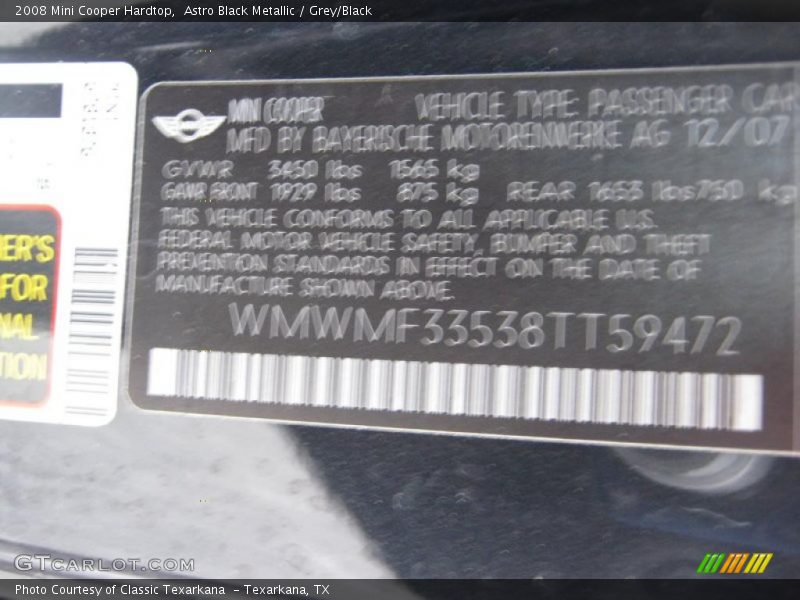 2008 Mini Cooper Hardtop,  Astro Black Metallic / Grey/Black
MINI COOPER VEHICLE TYPE: PASSENGER CAR
MFD BY BAYERISCHE MOTORENWERKE AG 12/07
GVWR 3450 lbs 1565 kg
GAWR FRONT 1929 lbs 875 kg REAR 1653 lbs 750 kg
THIS VEHICLE CONFORMS TO ALL APPLICABLE U.S.
FEDERAL MOTOR VEHICLE SAFETY, BUMPER AND THEFT
PREVENTION STANDARDS IN EFFECT ON THE DATE OF
MANUFACTURE SHOWN ABOVE.
WMWMF33538TT59472
ER'S
FOR
NAL
TION
GTCARLOT.COM
Photo Courtesy of Classic Texarkana  - Texarkana, TX